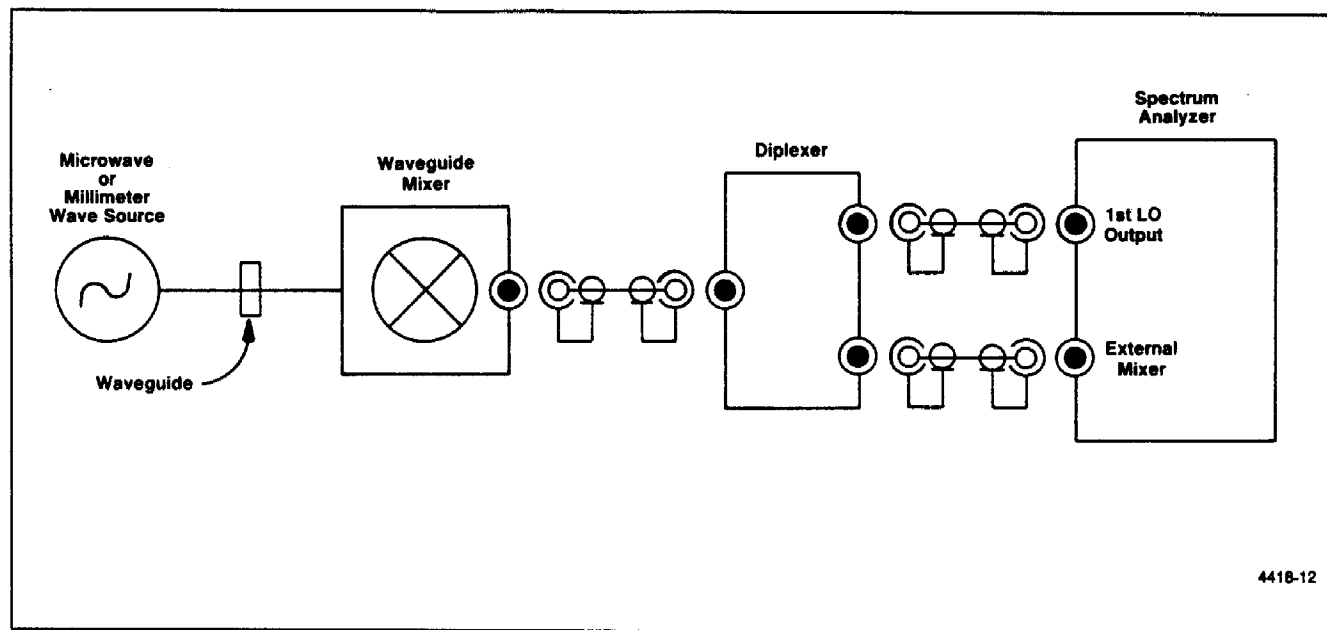 Microwave
or
Millimeter
Wave Source
Waveguide
Waveguide
Mixer
Diplexer
Spectrum
Analyzer
1st LO
Output
External
Mixer
4418-12